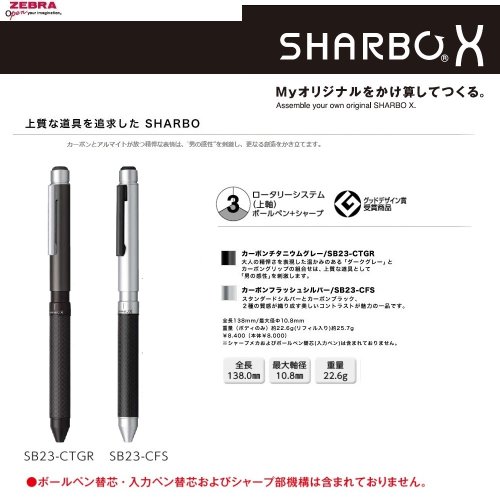 ZEBRA
Open your imagination.
SHARBO® X
Myオリジナルをかけ算してつくる。
Assemble your own original SHARBO X.
上質な道具を追求した SHARBO
カーボンとアルマイトが放つ精悍な表情は、“男の感性”を刺激し、更なる創造をかき立てます。
3
ロータリーシステム
(上軸)
ボールペン+シャープ
グッドデザイン賞
受賞商品
カーボンチタニウムグレー/SB23-CTGR
大人の精悍さを表現した温かみのある「ダークグレー」と
カーボングリップの組合せは、上質な道具として
「男の感性」を刺激します。
カーボンフラッシュシルバー/SB23-CFS
スタンダードシルバーとカーボンブラック、
2種の質感が織り成す美しいコントラストが魅力の一品です。
全長138mm/最大径Φ10.8mm
重量(ボディのみ)約22.6g(リフィル入り)約25.7g
¥8,400(本体¥8,000)
※シャープメカおよびボールペン替芯(入力ペン)は含まれておりません。
全長
138.0mm
最大軸径
10.8mm
重量
22.6g
SB23-CTGR SB23-CFS
●ボールペン替芯・入力ペン替芯およびシャープ部機構は含まれておりません。